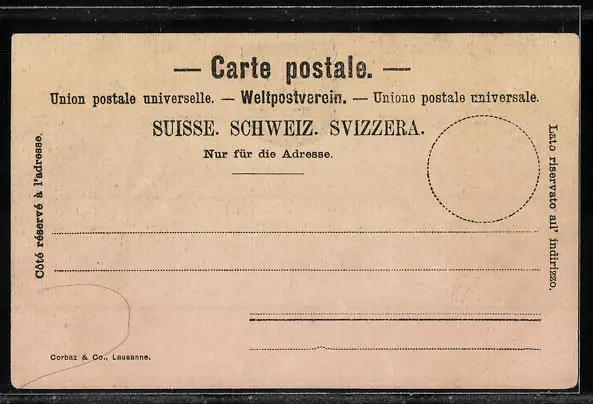 — Carte postale. —
Union postale universelle. — Weltpostverein. — Unione postale universale.
SUISSE. SCHWEIZ. SVIZZERA.
Nur für die Adresse.
Côté réservé à l'adresse.
Lato riservato all' indirizzo.
Corbaz & Co., Lausanne.